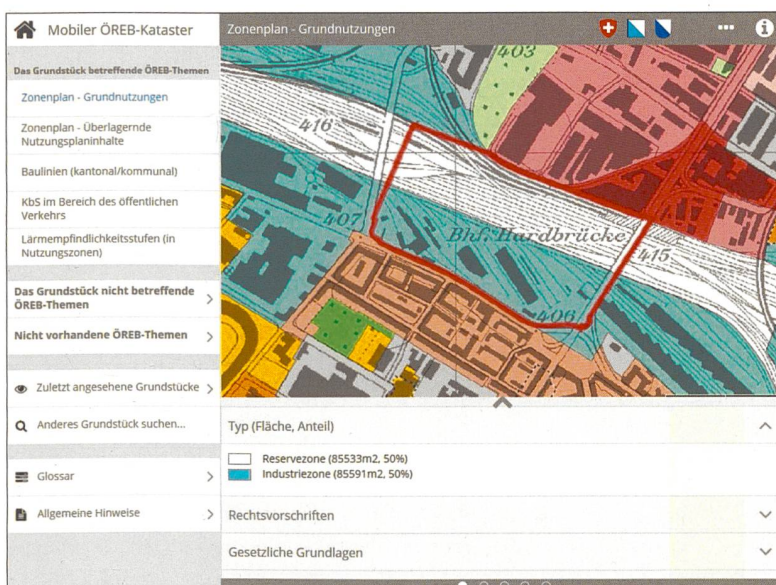 Mobiler ÖREB-Kataster
Zonenplan - Grundnutzungen
Das Grundstück betreffende ÖREB-Themen
Zonenplan - Grundnutzungen
Zonenplan - Überlagernde
Nutzungsplaninhalte
Baulinien (kantonal/kommunal)
KbS im Bereich des öffentlichen
Verkehrs
Lärmempfindlichkeitsstufen (in
Nutzungszonen)
Das Grundstück nicht betreffende
ÖREB-Themen
Nicht vorhandene ÖREB-Themen
Zuletzt angesehene Grundstücke
Anderes Grundstück suchen...
Glossar
Allgemeine Hinweise
403
416
407
Bhf. Hardbrücke
415
406
Typ (Fläche, Anteil)
Reservezone (85533m2, 50%)
Industriezone (85591m2, 50%)
Rechtsvorschriften
Gesetzliche Grundlagen